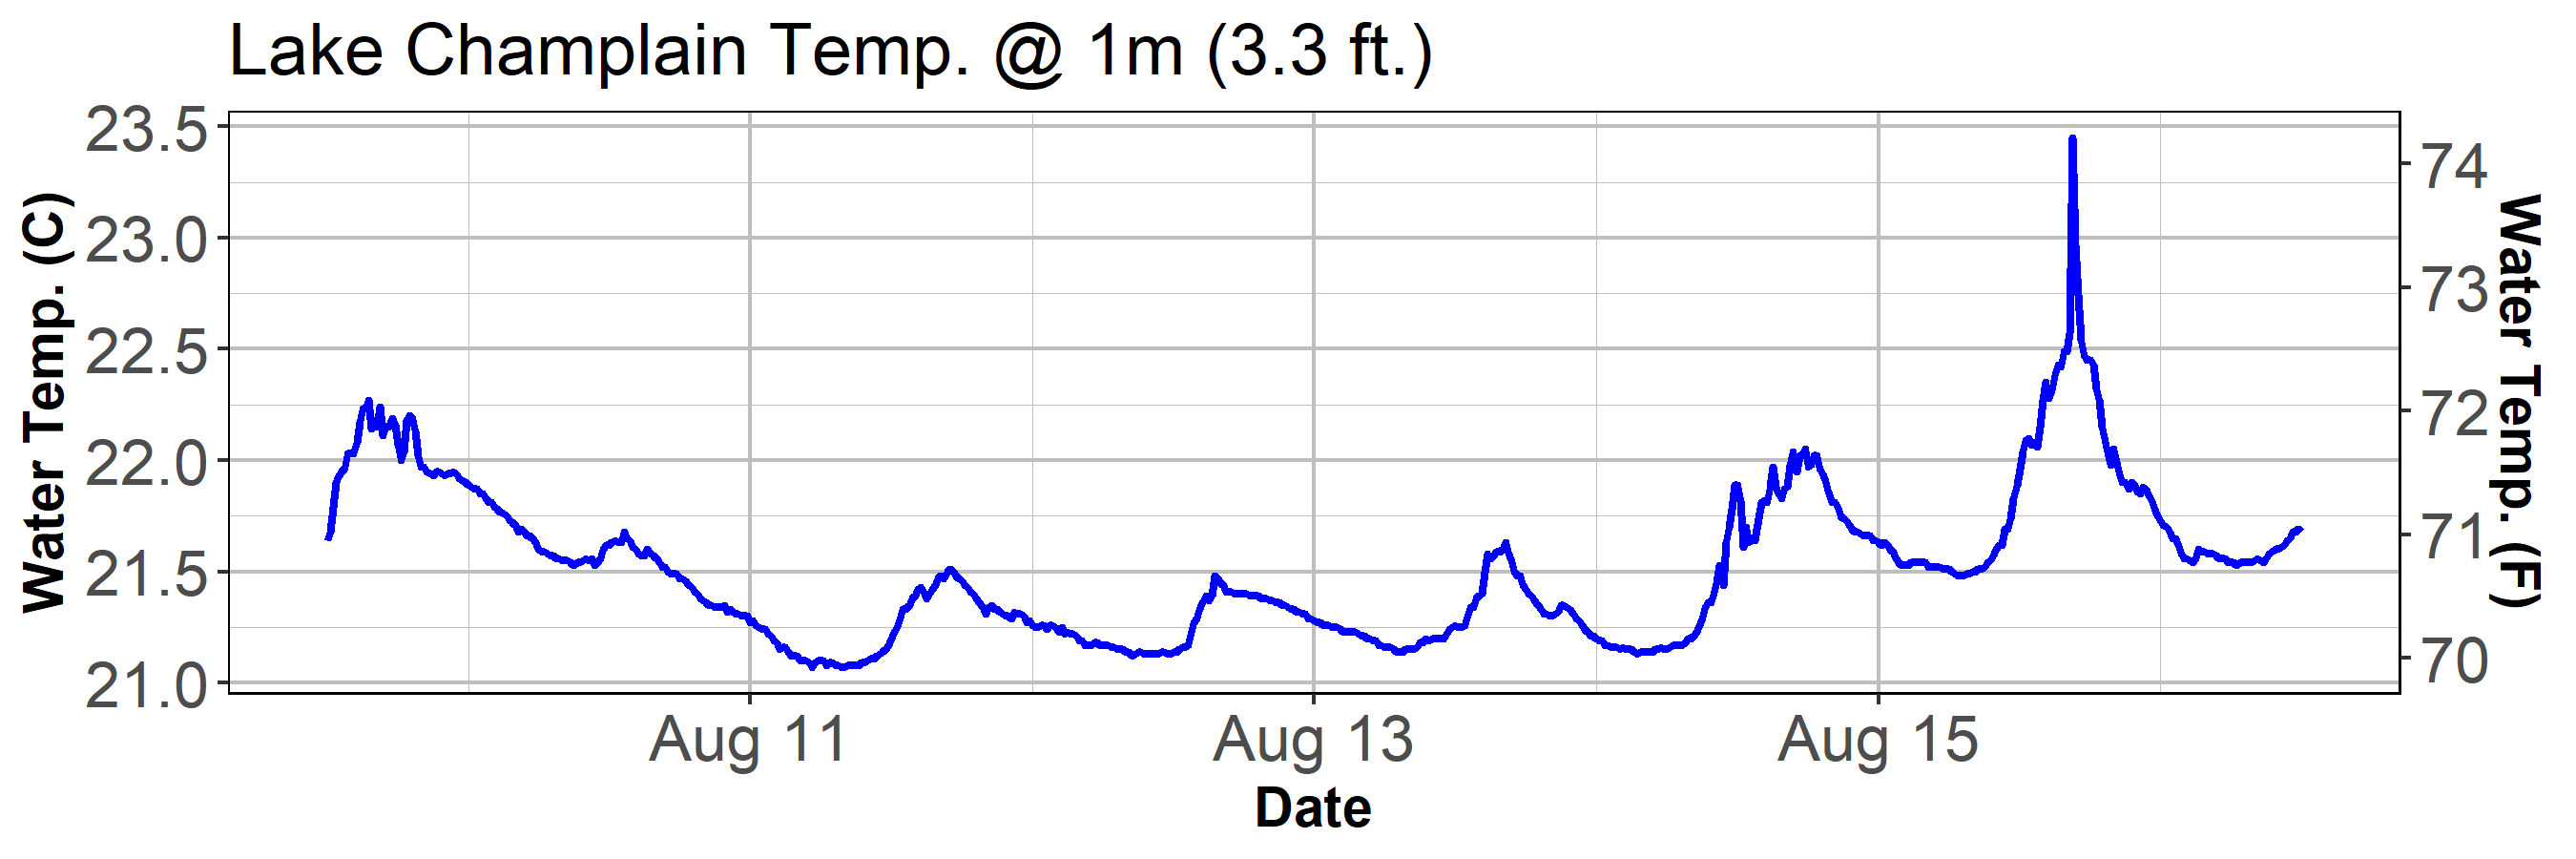 Lake Champlain Temp. @ 1m (3.3 ft.)
Water Temp. (C)
23.5
23.0
22.5
22.0
21.5
21.0
74
73
72
71
70
Water Temp. (F)
Aug 11
Aug 13
Aug 15
Date